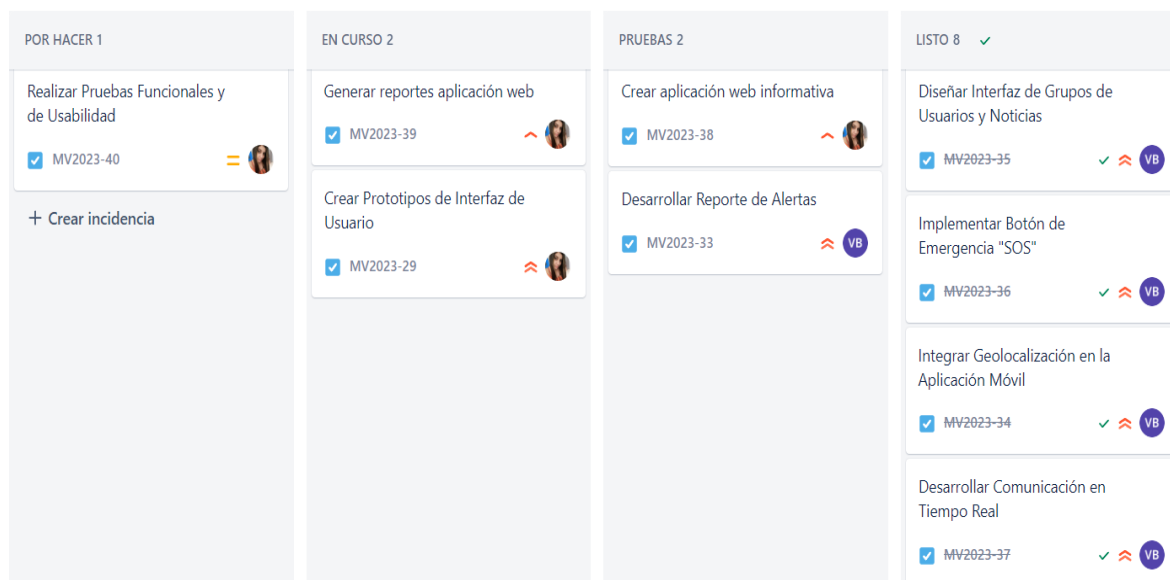 POR HACER 1
Realizar Pruebas Funcionales y
de Usabilidad
MV2023-40
+ Crear incidencia
EN CURSO 2
Generar reportes aplicación web
MV2023-39
Crear Prototipos de Interfaz de
Usuario
MV2023-29
PRUEBAS 2
Crear aplicación web informativa
MV2023-38
Desarrollar Reporte de Alertas
MV2023-33
VB
LISTO 8
Diseñar Interfaz de Grupos de
Usuarios y Noticias
MV2023-35
VB
Implementar Botón de
Emergencia "SOS"
MV2023-36
VB
Integrar Geolocalización en la
Aplicación Móvil
MV2023-34
VB
Desarrollar Comunicación en
Tiempo Real
MV2023-37
VB